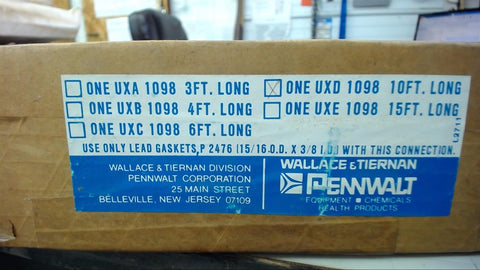 ONE UXA 1098 3FT. LONG
ONE UXD 1098 10FT. LONG
ONE UXB 1098 4FT. LONG
ONE UXE 1098 15FT. LONG
ONE UXC 1098 6FT. LONG
USE ONLY LEAD GASKETS, P 2476 (15/16 O.D. X 3/8 I.D.) WITH THIS CONNECTION.
L2711
WALLACE & TIERNAN DIVISION
PENNWALT CORPORATION
25 MAIN STREET
BELLEVILLE, NEW JERSEY 07109
WALLACE & TIERNAN
PENNWALT
EQUIPMENT ■ CHEMICALS
HEALTH PRODUCTS